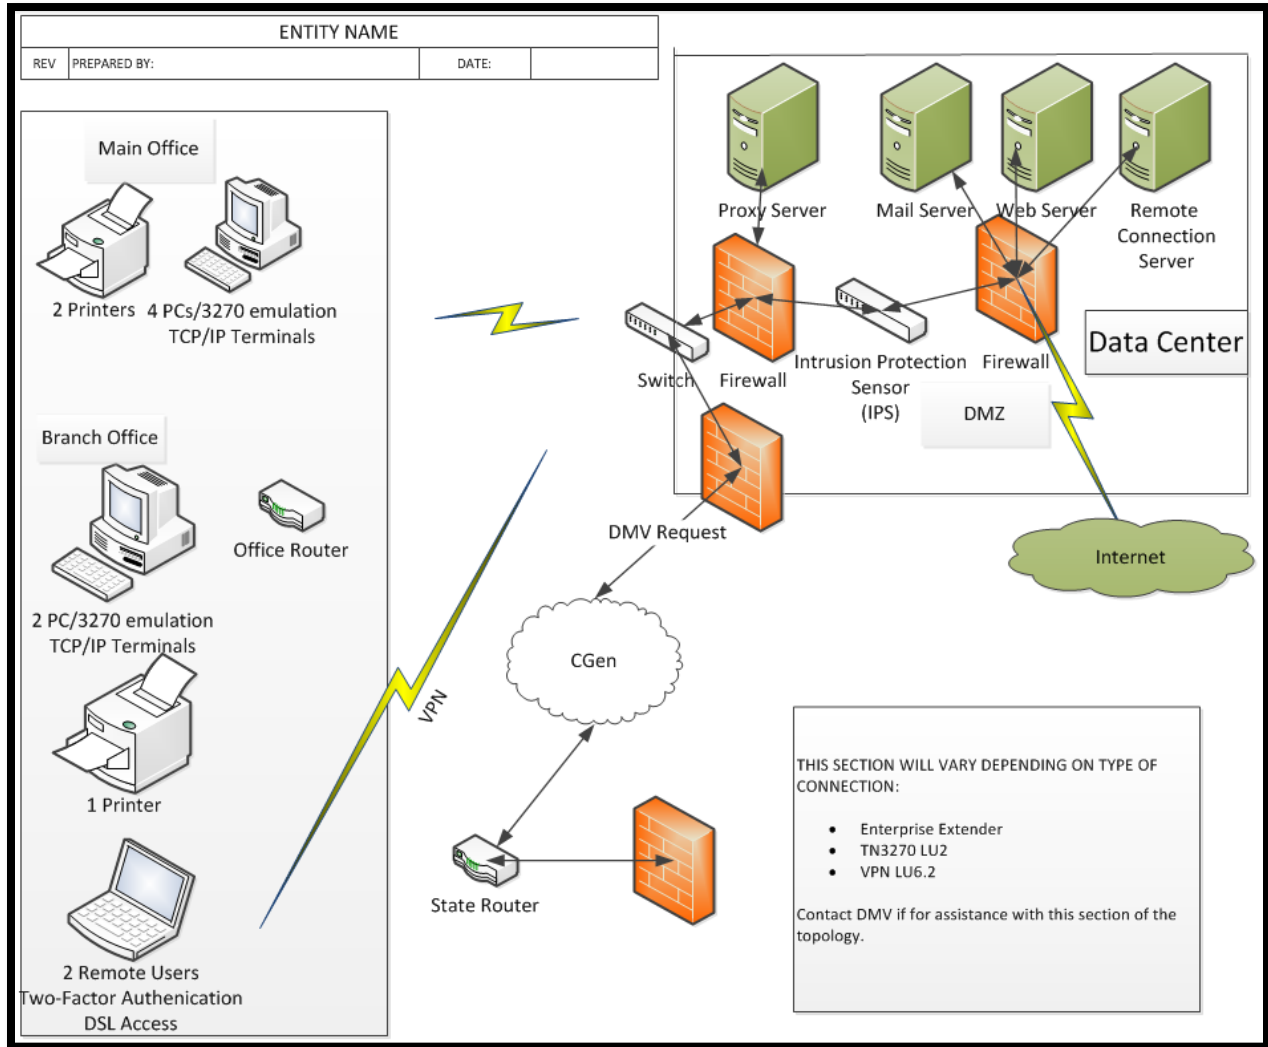 ENTITY NAME
REV
PREPARED BY:
DATE:
Main Office
2 Printers
4 PCs/3270 emulation
TCP/IP Terminals
Branch Office
Office Router
2 PC/3270 emulation
TCP/IP Terminals
1 Printer
2 Remote Users
Two-Factor Authenication
DSL Access
VPN
Proxy Server
Mail Server
Web Server
Remote
Connection
Server
Switch
Firewall
Intrusion Protection
Sensor
(IPS)
Firewall
Data Center
DMZ
Internet
DMV Request
CGen
State Router
THIS SECTION WILL VARY DEPENDING ON TYPE OF
CONNECTION:
• Enterprise Extender
• TN3270 LU2
• VPN LU6.2
Contact DMV if for assistance with this section of the
topology.